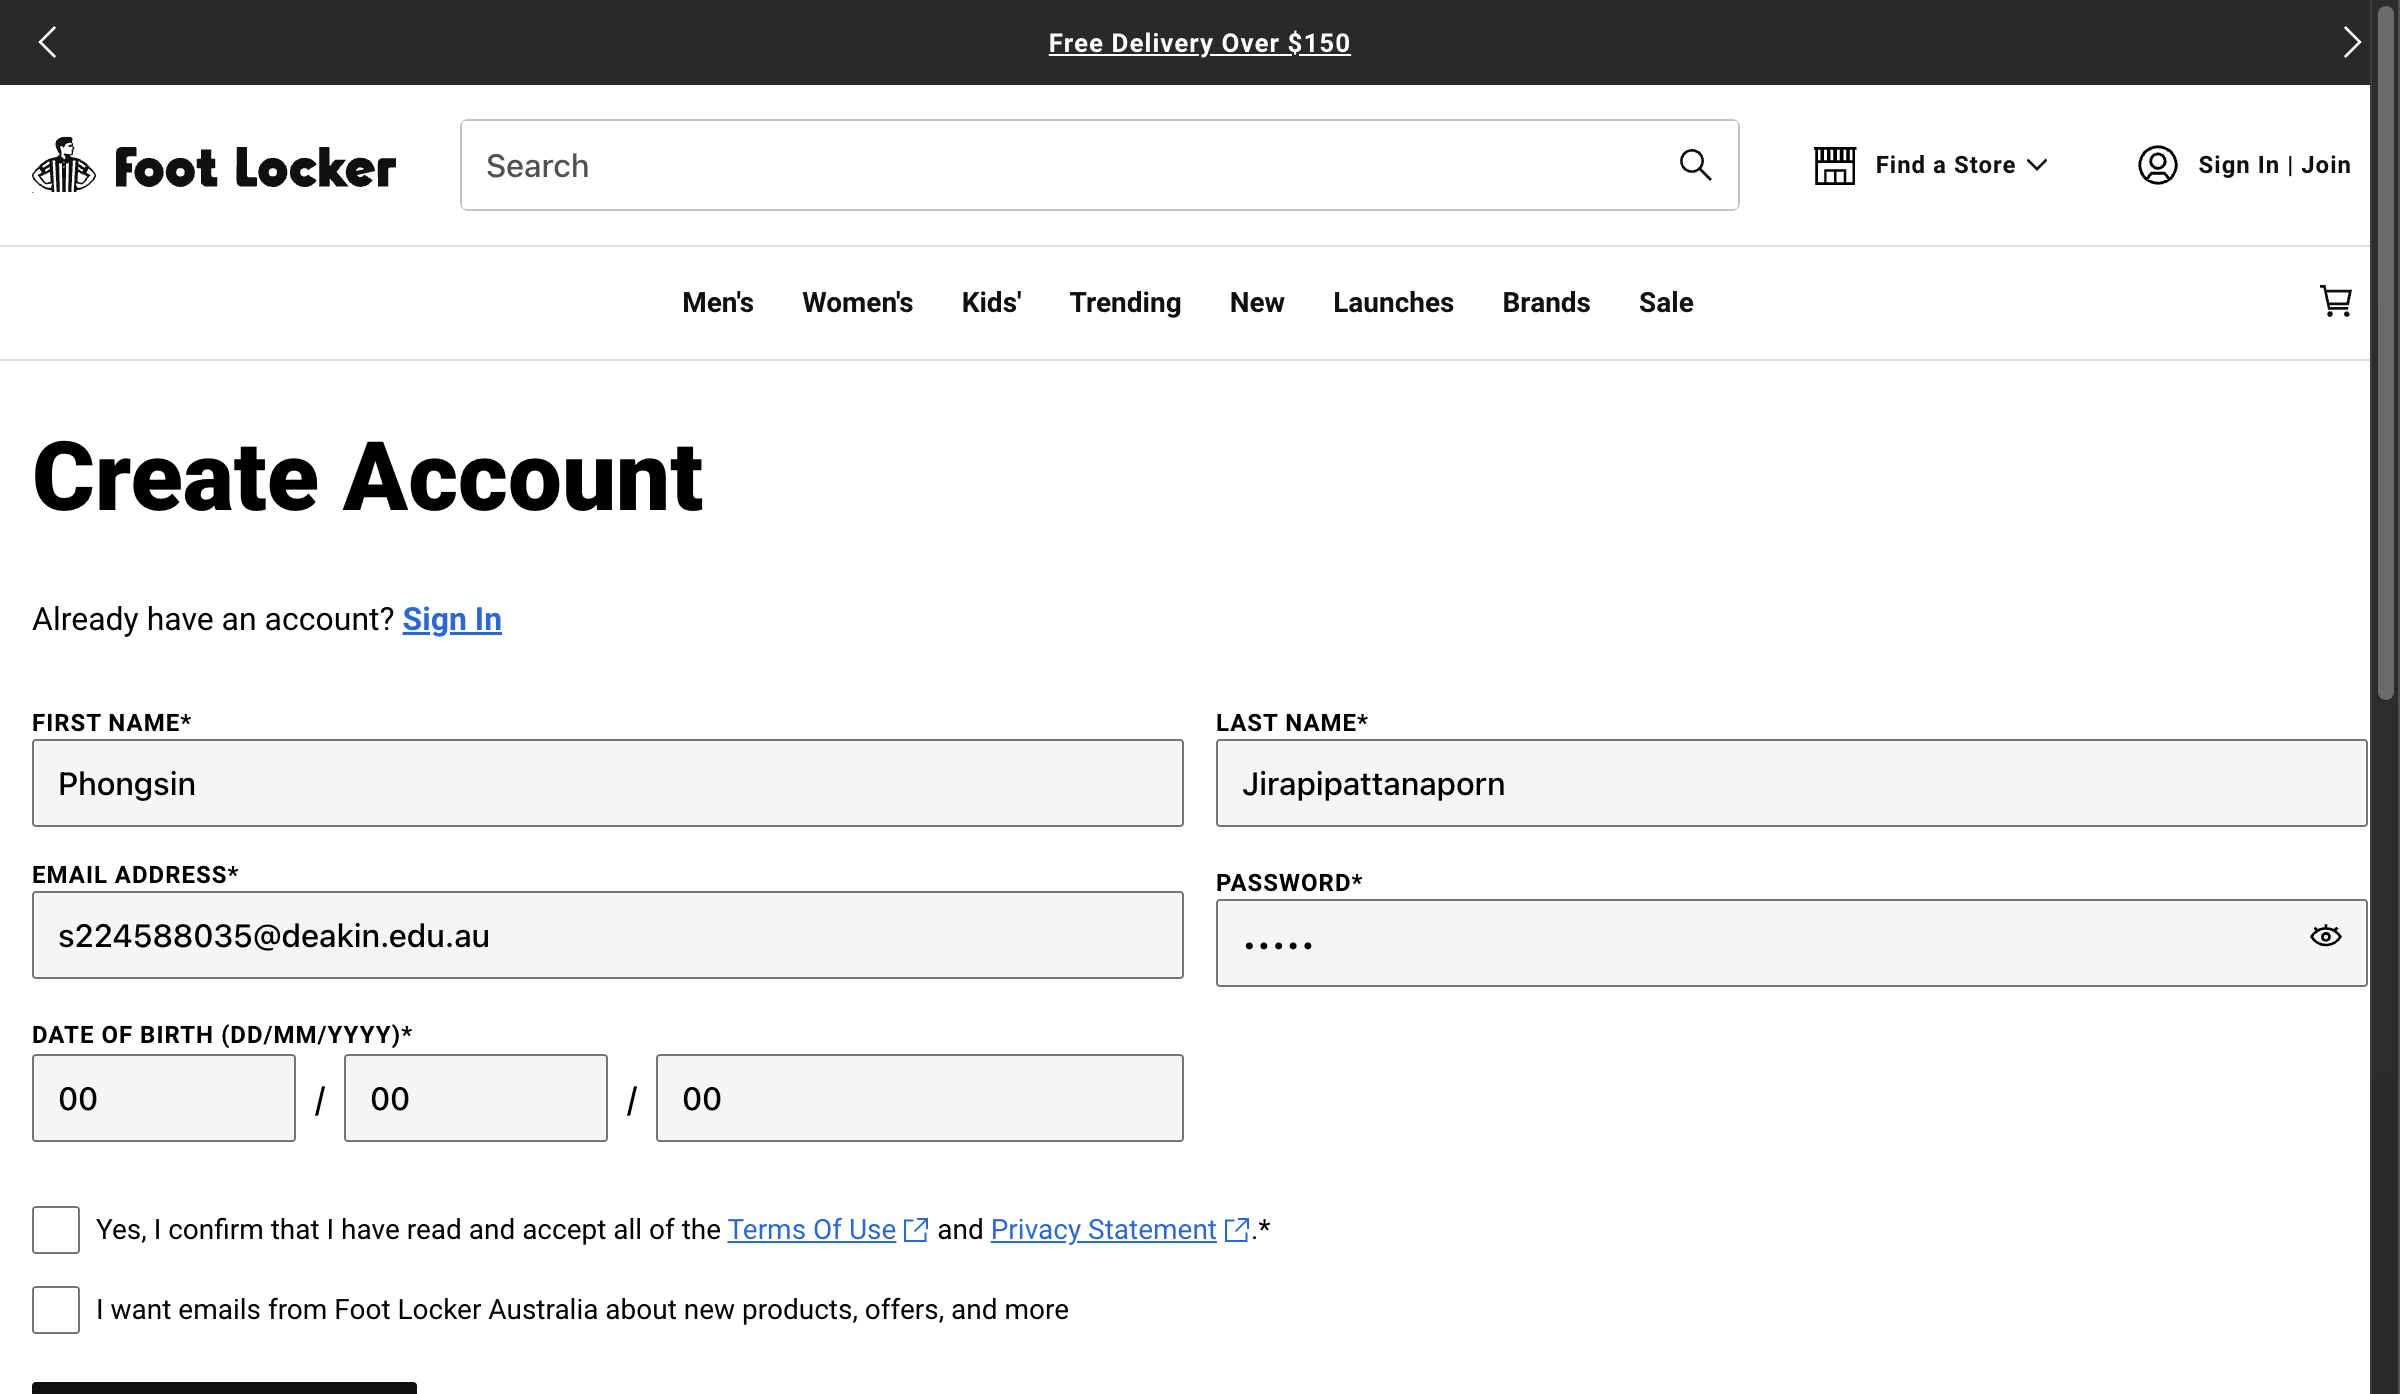 Free Delivery Over $150
Foot Locker
Search
Find a Store
Sign In | Join
Men's Women's Kids' Trending New Launches Brands Sale
Create Account
Already have an account? Sign In
FIRST NAME*
Phongsin
LAST NAME*
Jirapipattanaporn
EMAIL ADDRESS*
s224588035@deakin.edu.au
PASSWORD*
•••••
DATE OF BIRTH (DD/MM/YYYY)*
00 / 00 / 00
Yes, I confirm that I have read and accept all of the Terms Of Use and Privacy Statement.*
I want emails from Foot Locker Australia about new products, offers, and more